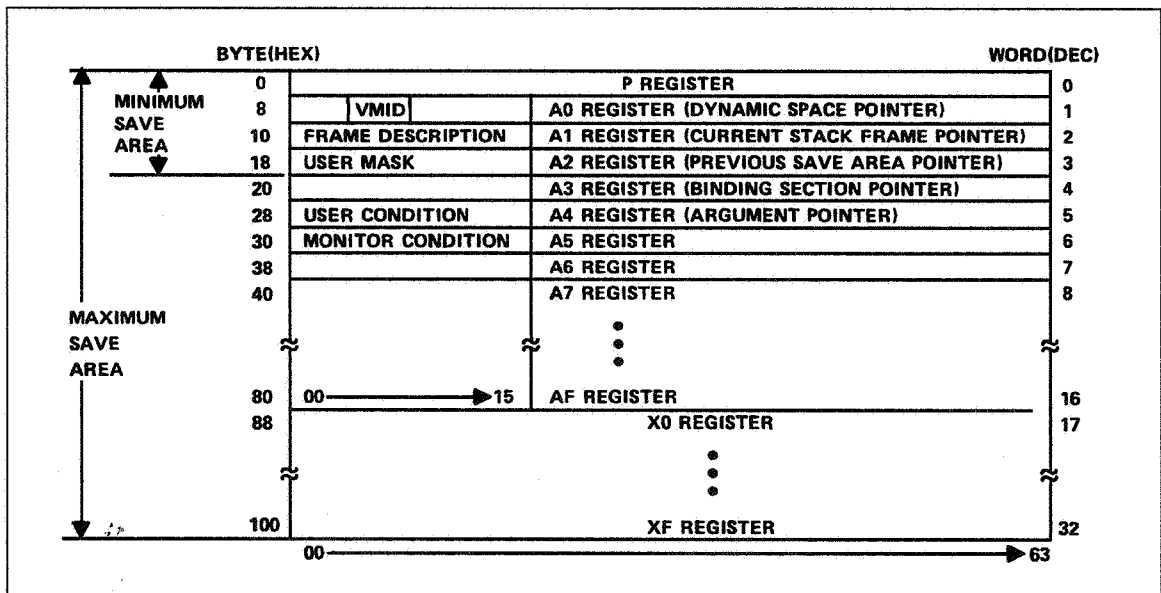 BYTE(HEX) WORD(DEC)
0 P REGISTER 0
MINIMUM SAVE AREA
8 VMID A0 REGISTER (DYNAMIC SPACE POINTER) 1
10 FRAME DESCRIPTION A1 REGISTER (CURRENT STACK FRAME POINTER) 2
18 USER MASK A2 REGISTER (PREVIOUS SAVE AREA POINTER) 3
20 A3 REGISTER (BINDING SECTION POINTER) 4
28 USER CONDITION A4 REGISTER (ARGUMENT POINTER) 5
30 MONITOR CONDITION A5 REGISTER 6
38 A6 REGISTER 7
40 A7 REGISTER 8
MAXIMUM SAVE AREA
80 00 15 AF REGISTER 16
88 X0 REGISTER 17
100 XF REGISTER 32
00 63